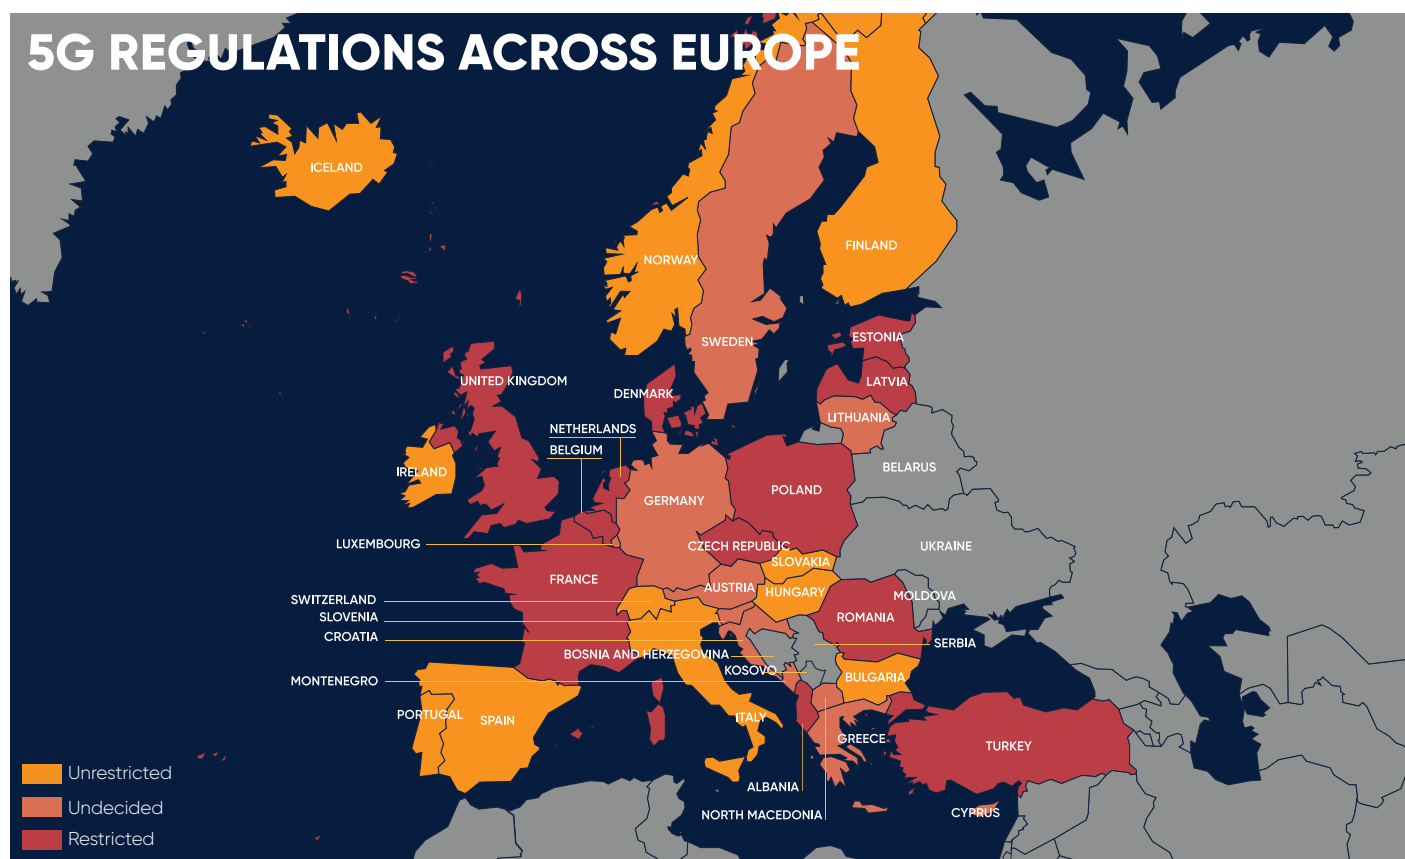 5G REGULATIONS ACROSS EUROPE
ICELAND
NORWAY
FINLAND
SWEDEN
ESTONIA
UNITED KINGDOM
LATVIA
DENMARK
LITHUANIA
NETHERLANDS
BELGIUM
IRELAND
BELARUS
GERMANY
POLAND
LUXEMBOURG
CZECH REPUBLIC
UKRAINE
SLOVAKIA
FRANCE
AUSTRIA
HUNGARY
MOLDOVA
SWITZERLAND
SLOVENIA
ROMANIA
CROATIA
SERBIA
BOSNIA AND HERZEGOVINA
KOSOVO
MONTENEGRO
BULGARIA
PORTUGAL
SPAIN
ITALY
GREECE
TURKEY
ALBANIA
NORTH MACEDONIA
CYPRUS
Unrestricted
Undecided
Restricted